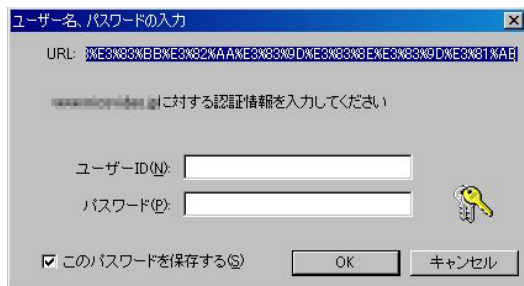 ユーザー名、パスワードの入力
URL: %E3%83%BB%E3%82%AA%E3%83%9D%E3%83%8E%E3%83%9D%E3%81%AB
に対する認証情報を入力してください
ユーザーID(N):
パスワード(P):
このパスワードを保存する(S) OK キャンセル